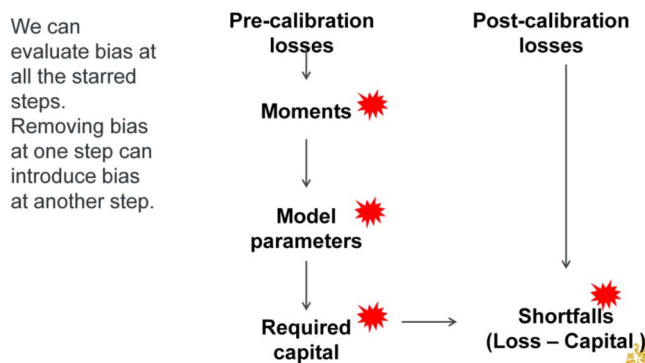 We can
evaluate bias at
all the starred
steps.
Removing bias
at one step can
introduce bias
at another step.
Pre-calibration
losses
Post-calibration
losses
Moments
Model
parameters
Required
capital
Shortfalls
(Loss – Capital )